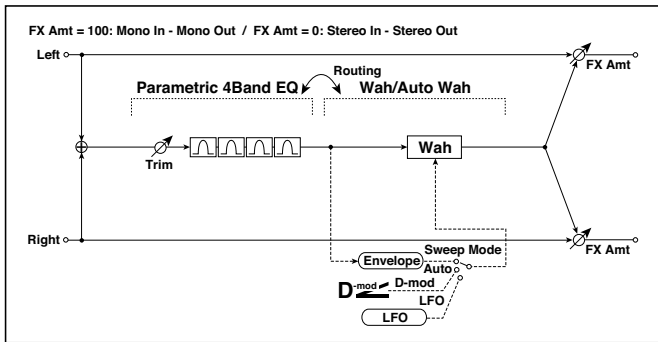 FX Amt = 100: Mono In - Mono Out / FX Amt = 0: Stereo In - Stereo Out
Left
FX Amt
Routing
Parametric 4Band EQ
Wah/Auto Wah
Trim
Wah
Right
FX Amt
Sweep Mode
Envelope
Auto
D-mod
D-mod
LFO
LFO